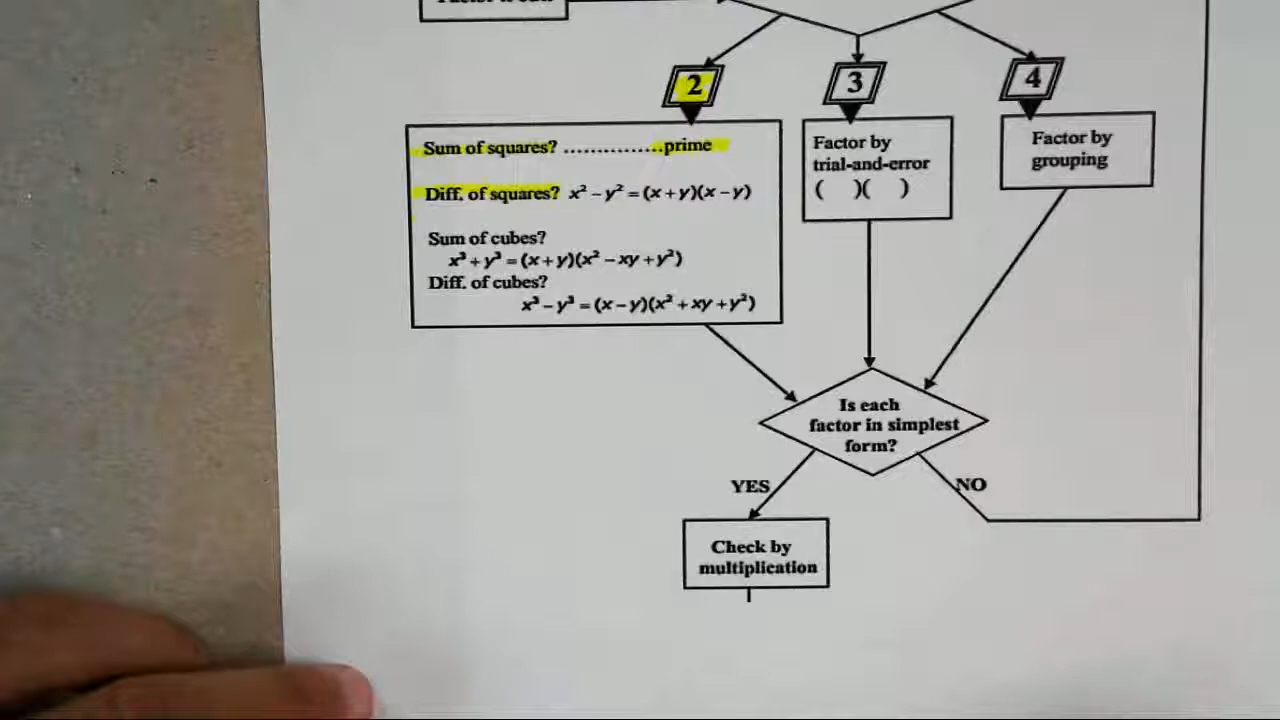 2
3
4
Sum of squares? ...............prime
Diff. of squares? x² – y² = (x + y)(x – y)
Sum of cubes?
x³ + y³ = (x + y)(x² – xy + y²)
Diff. of cubes?
x³ – y³ = (x – y)(x² + xy + y²)
Factor by
trial-and-error
( )( )
Factor by
grouping
Is each
factor in simplest
form?
YES
NO
Check by
multiplication